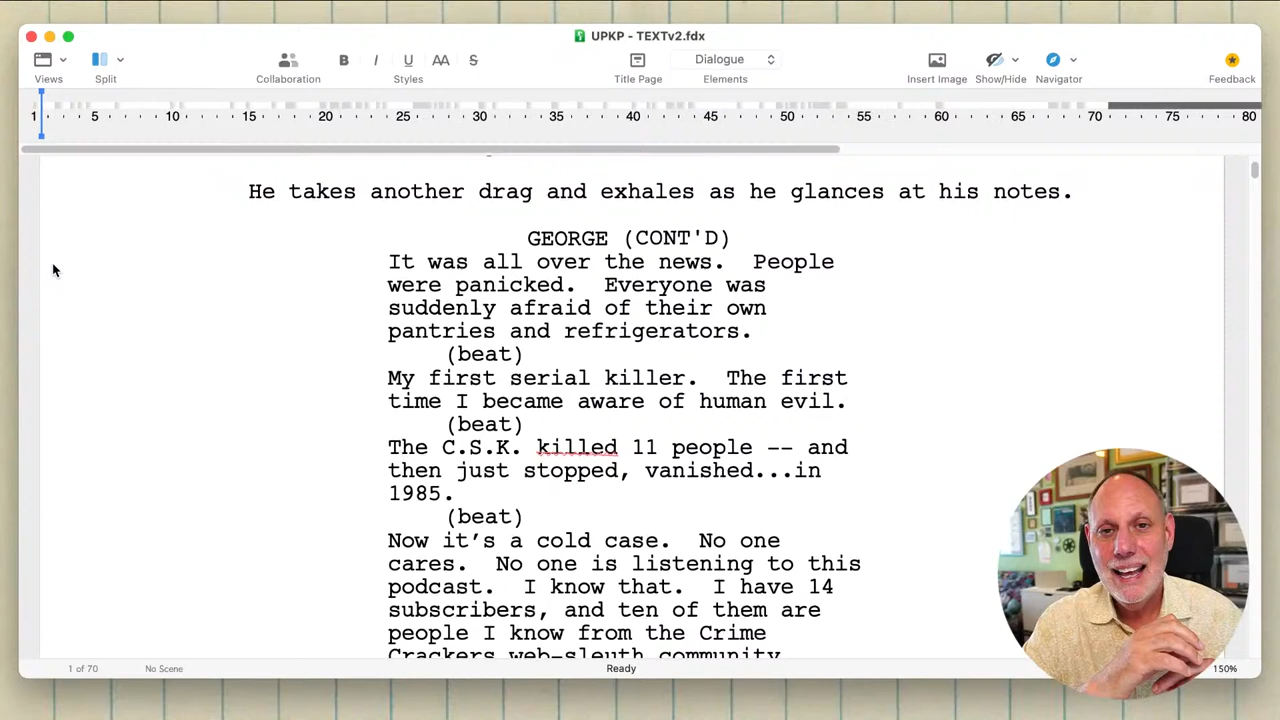 UPKP - TEXTv2.fdx
B I U AA S Dialogue
Views Split Collaboration Styles Title Page Elements Insert Image Show/Hide Navigator Feedback
1 5 10 15 20 25 30 35 40 45 50 55 60 65 70 75 80
He takes another drag and exhales as he glances at his notes.
GEORGE (CONT'D)
It was all over the news.  People
were panicked.  Everyone was
suddenly afraid of their own
pantries and refrigerators.
(beat)
My first serial killer.  The first
time I became aware of human evil.
(beat)
The C.S.K. killed 11 people -- and
then just stopped, vanished...in
1985.
(beat)
Now it’s a cold case.  No one
cares.  No one is listening to this
podcast.  I know that.  I have 14
subscribers, and ten of them are
people I know from the Crime
Crackers web-sleuth community.
1 of 70 No Scene Ready 150%